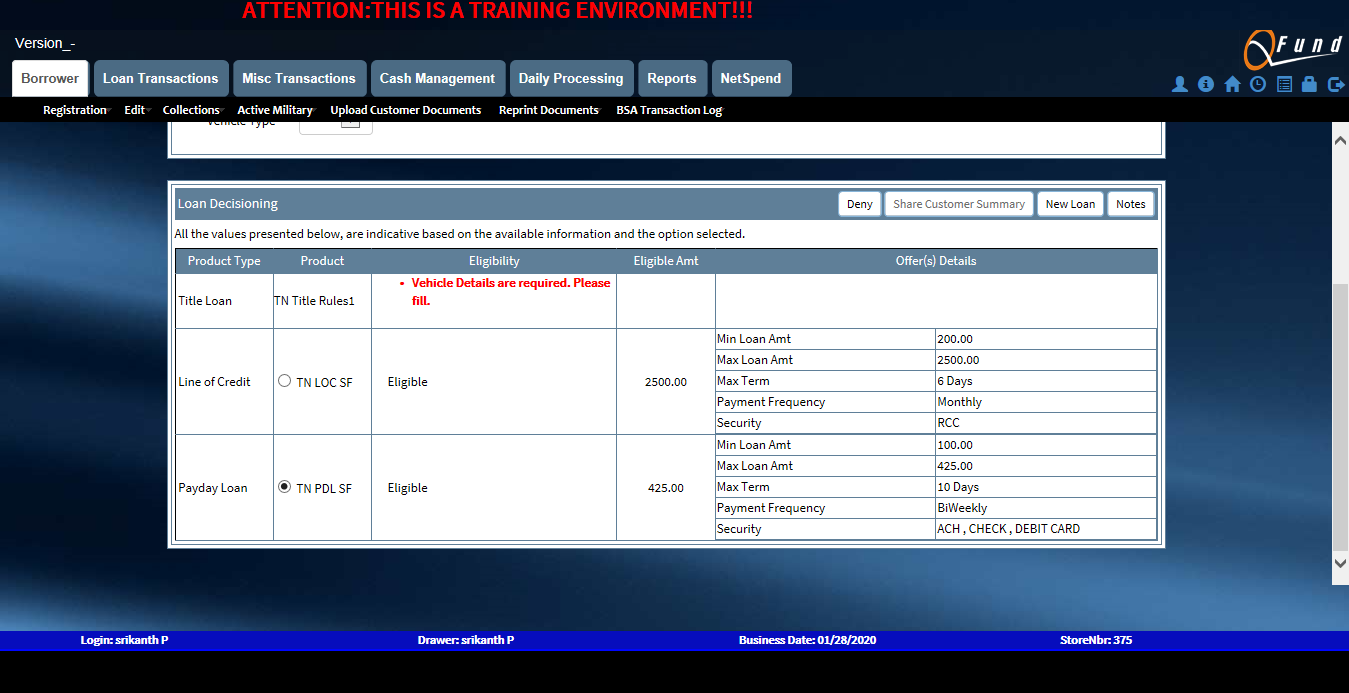 ATTENTION:THIS IS A TRAINING ENVIRONMENT!!!
Version_-
QFund
Borrower Loan Transactions Misc Transactions Cash Management Daily Processing Reports NetSpend
Registration Edit Collections Active Military Upload Customer Documents Reprint Documents BSA Transaction Log
Vehicle Type
Loan Decisioning Deny Share Customer Summary New Loan Notes
All the values presented below, are indicative based on the available information and the option selected.
Product Type Product Eligibility Eligible Amt Offer(s) Details
Title Loan TN Title Rules1 • Vehicle Details are required. Please
fill.
Min Loan Amt 200.00
Max Loan Amt 2500.00
Line of Credit TN LOC SF Eligible 2500.00 Max Term 6 Days
Payment Frequency Monthly
Security RCC
Min Loan Amt 100.00
Max Loan Amt 425.00
Payday Loan TN PDL SF Eligible 425.00 Max Term 10 Days
Payment Frequency BiWeekly
Security ACH , CHECK , DEBIT CARD
Login: srikanth P Drawer: srikanth P Business Date: 01/28/2020 StoreNbr: 375